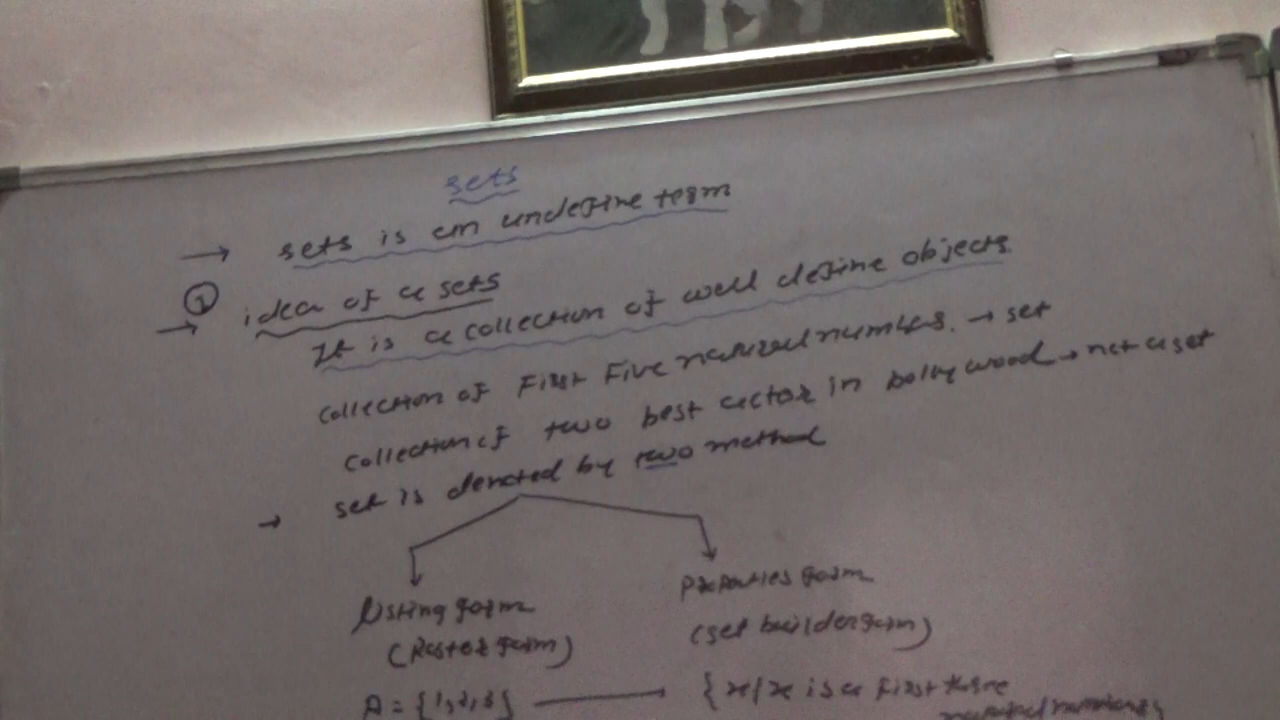 sets
→ sets is an undefine term
①
→ idea of a sets
It is a collection of well define objects.
collection of First Five natural numbers. → set
collection of two best actor in bollywood → not a set
→ set is denoted by two method
Listing form
Properties form
(Roster form)
(set builder form)
A = {1,2,3}
{x/x is a First three
natural numbers}